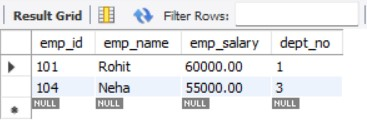 Result Grid Filter Rows:
emp_id emp_name emp_salary dept_no
101 Rohit 60000.00 1
104 Neha 55000.00 3
NULL NULL NULL NULL